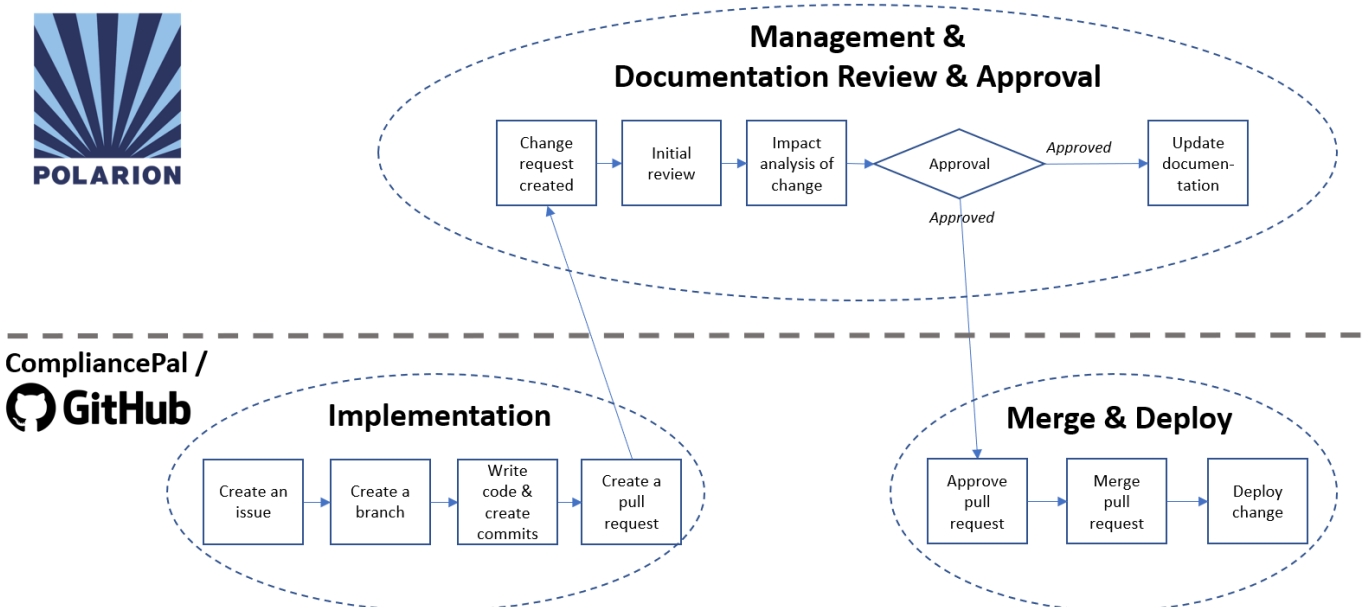 POLARION
Management &
Documentation Review & Approval
Change
request
created
Initial
review
Impact
analysis of
change
Approval
Approved
Approved
Update
documen-
tation
CompliancePal /
GitHub
Implementation
Create an
issue
Create a
branch
Write
code &
create
commits
Create a
pull
request
Merge & Deploy
Approve
pull
request
Merge
pull
request
Deploy
change